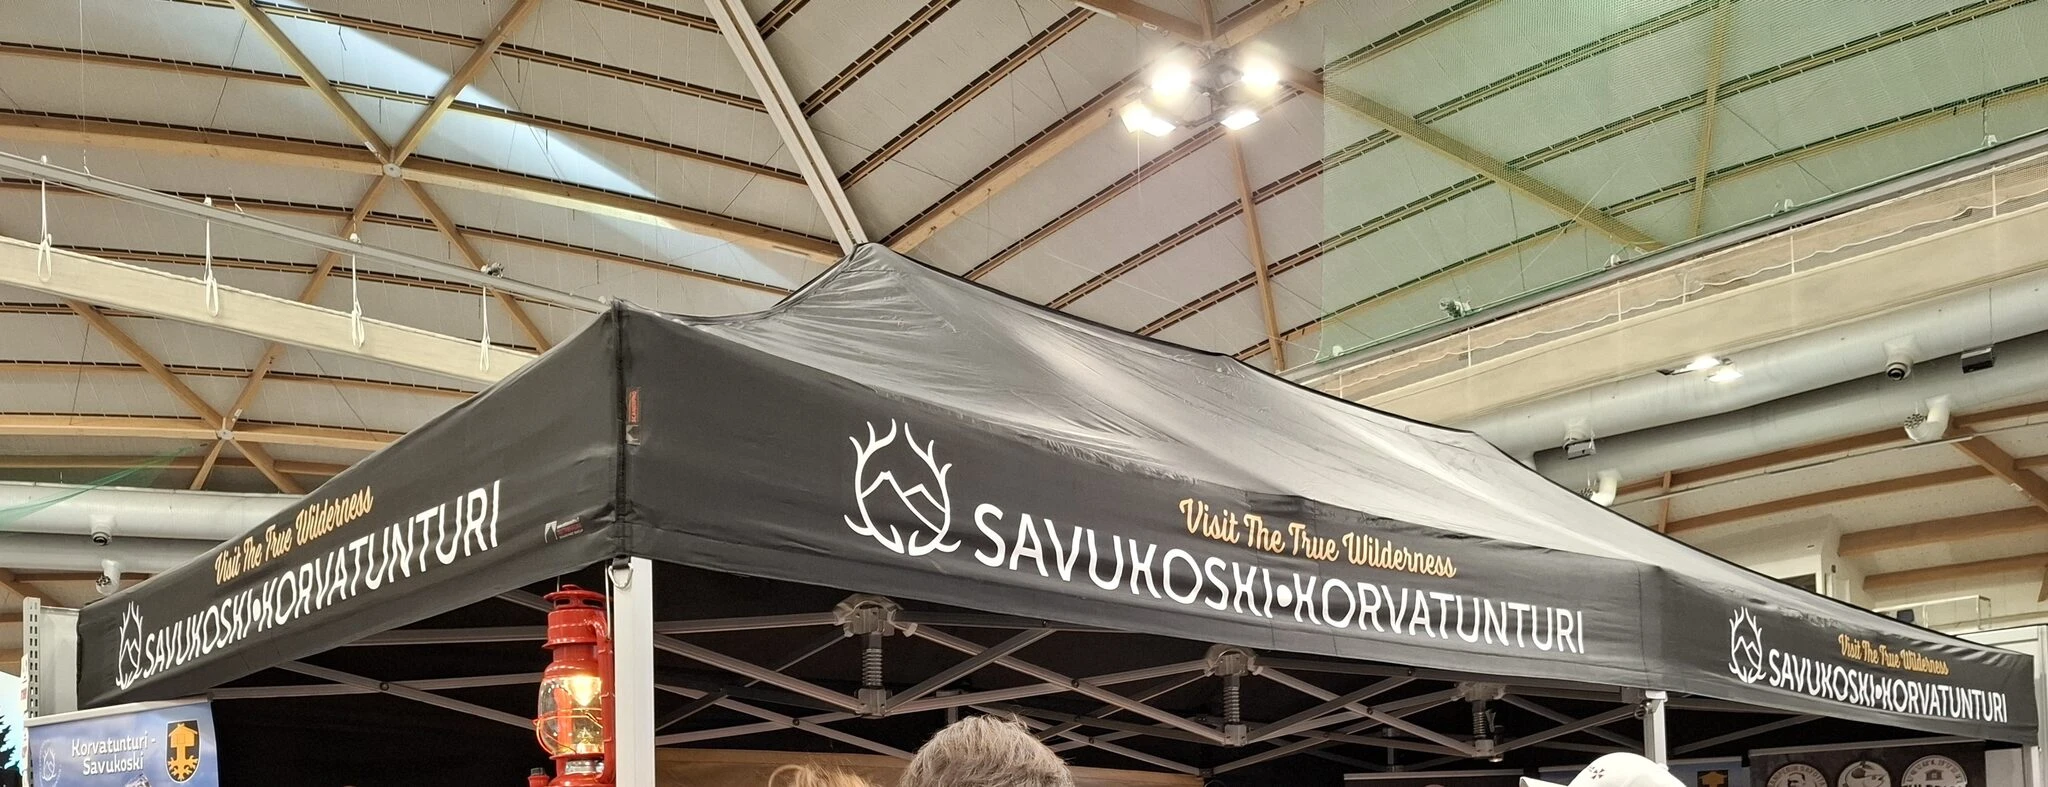 Visit The True Wilderness
SAVUKOSKI•KORVATUNTURI
Visit The True Wilderness
SAVUKOSKI•KORVATUNTURI
Visit The True Wilderness
SAVUKOSKI•KORVATUNTURI
Korvatunturi -
Savukoski